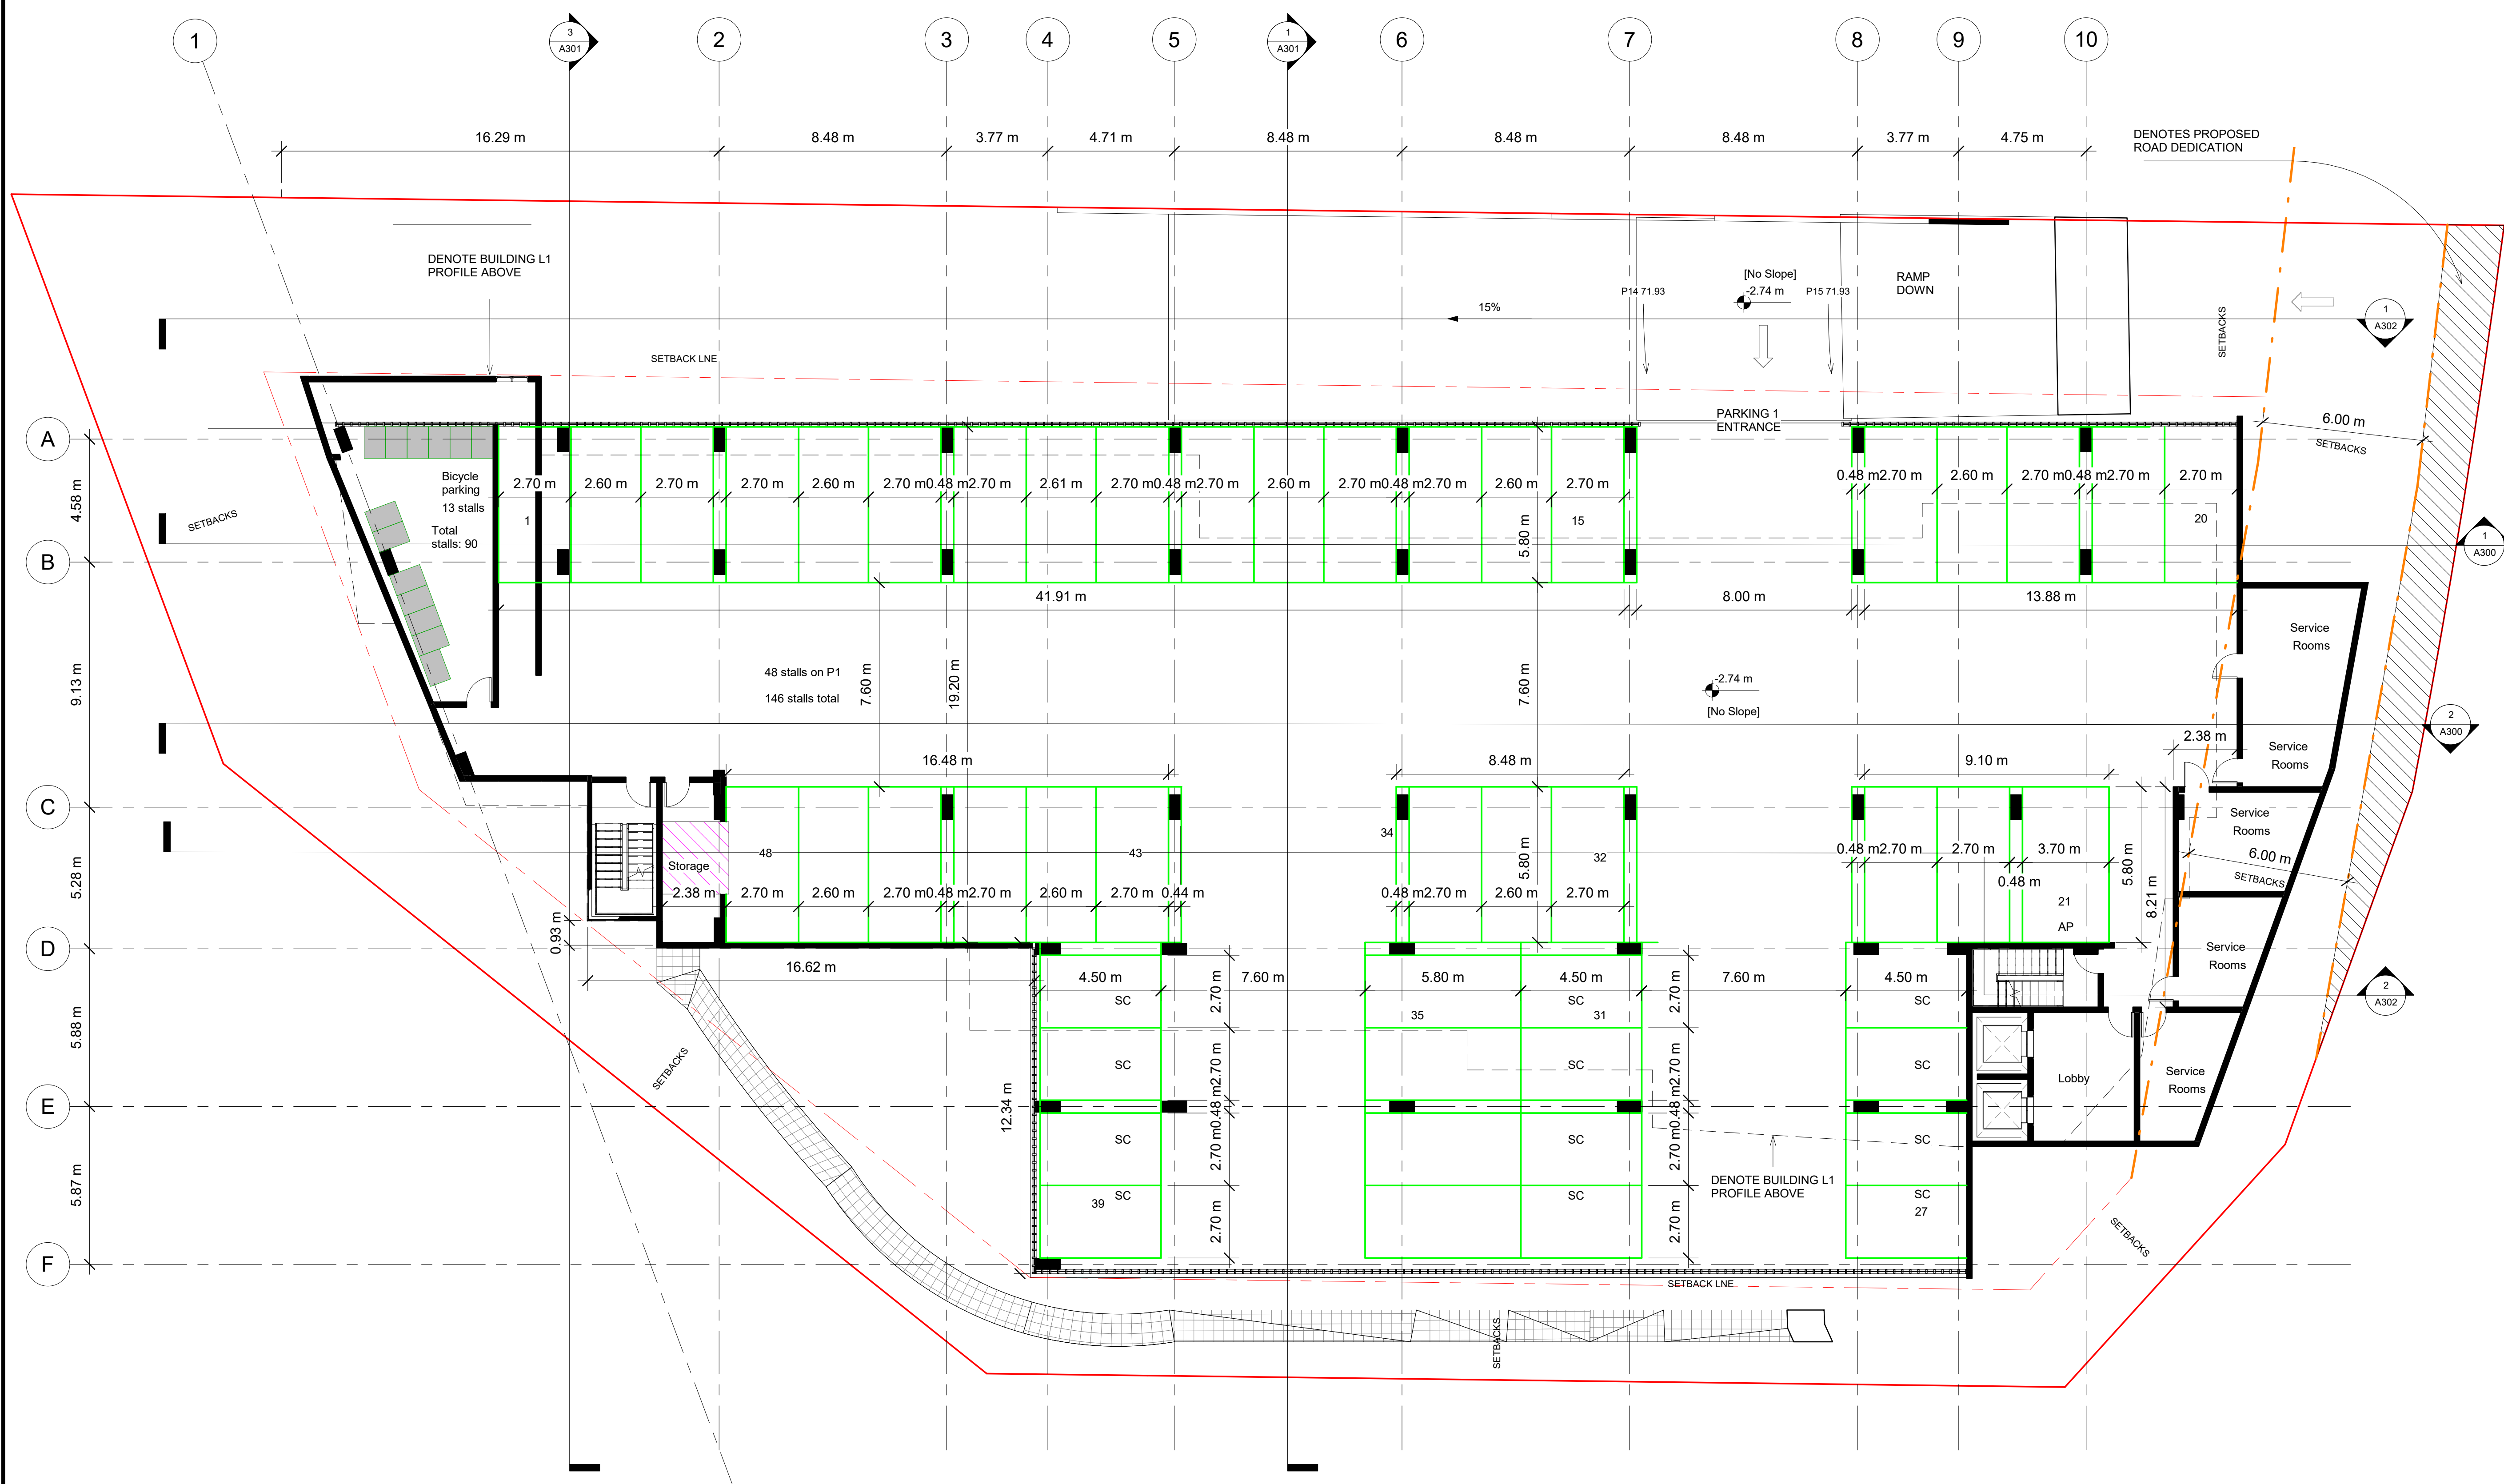 1
3
A301
2
3
4
5
1
A301
6
7
8
9
10
16.29 m
8.48 m
3.77 m
4.71 m
8.48 m
8.48 m
8.48 m
3.77 m
4.75 m
DENOTES PROPOSED
ROAD DEDICATION
DENOTE BUILDING L1
PROFILE ABOVE
[No Slope]
-2.74 m
P14 71.93
P15 71.93
RAMP
DOWN
15%
SETBACKS
1
A302
SETBACK LNE
PARKING 1
ENTRANCE
6.00 m
SETBACKS
A
4.58 m
Bicycle
parking
13 stalls
Total
stalls: 90
SETBACKS
2.70 m
2.60 m
2.70 m
2.70 m
2.60 m
2.70 m
0.48 m
2.70 m
2.61 m
2.70 m
0.48 m
2.70 m
2.60 m
2.70 m
0.48 m
2.70 m
2.60 m
2.70 m
0.48 m
2.70 m
2.60 m
2.70 m
0.48 m
2.70 m
2.70 m
1
15
20
5.80 m
B
1
A300
41.91 m
8.00 m
13.88 m
9.13 m
48 stalls on P1
146 stalls total
7.60 m
19.20 m
7.60 m
-2.74 m
[No Slope]
Service
Rooms
2
A300
2.38 m
Service
Rooms
16.48 m
8.48 m
9.10 m
C
5.28 m
34
Service
Rooms
Storage
48
43
5.80 m
32
0.48 m
2.70 m
2.70 m
3.70 m
0.48 m
5.80 m
8.21 m
6.00 m
SETBACKS
2.38 m
2.70 m
2.60 m
2.70 m
0.48 m
2.70 m
2.60 m
2.70 m
0.44 m
0.48 m
2.70 m
2.60 m
2.70 m
21
AP
0.93 m
D
16.62 m
4.50 m
7.60 m
5.80 m
4.50 m
7.60 m
4.50 m
Service
Rooms
2
A302
SC
SC
SC
2.70 m
2.70 m
35
31
5.88 m
SETBACKS
SC
SC
SC
2.70 m
2.70 m
Lobby
Service
Rooms
E
12.34 m
0.48 m
0.48 m
SC
SC
SC
2.70 m
2.70 m
5.87 m
DENOTE BUILDING L1
PROFILE ABOVE
SC
39
SC
SC
27
2.70 m
2.70 m
SETBACKS
F
SETBACK LNE
SETBACKS